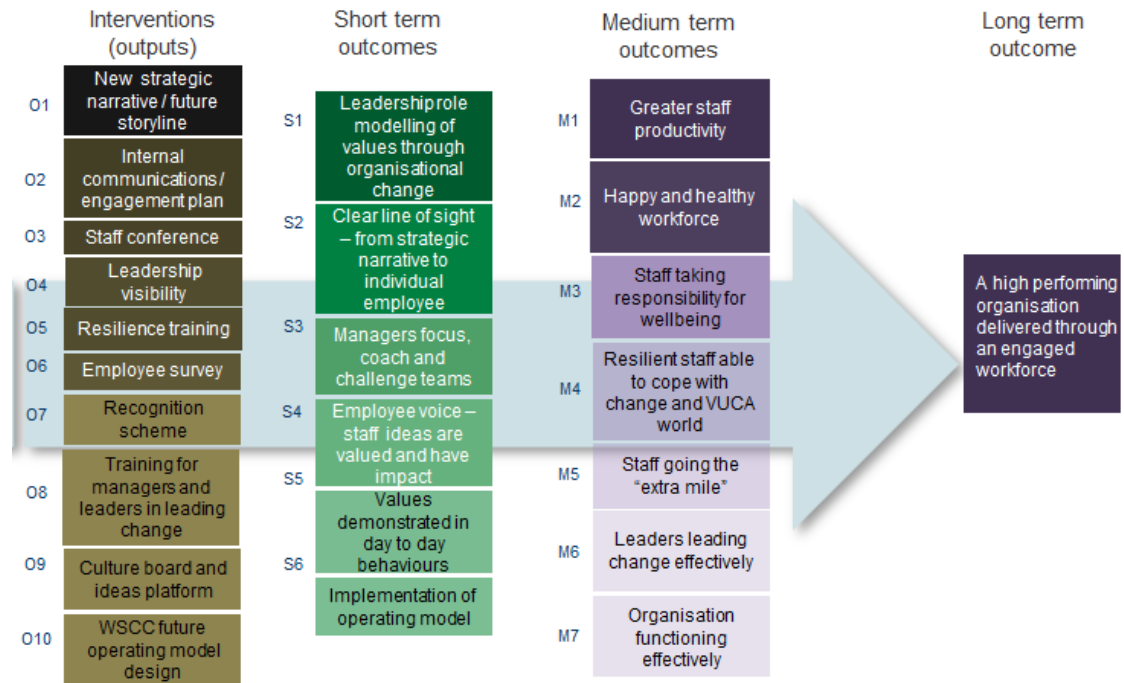 Interventions
(outputs)
Short term
outcomes
Medium term
outcomes
Long term
outcome
O1
New strategic
narrative / future
storyline
O2
Internal
communications /
engagement plan
O3
Staff conference
O4
Leadership
visibility
O5
Resilience training
O6
Employee survey
O7
Recognition
scheme
O8
Training for
managers and
leaders in leading
change
O9
Culture board and
ideas platform
O10
WSCC future
operating model
design
S1
Leadership role
modelling of
values through
organisational
change
S2
Clear line of sight
– from strategic
narrative to
individual
employee
S3
Managers focus,
coach and
challenge teams
S4
Employee voice –
staff ideas are
valued and have
impact
S5
Values
demonstrated in
day to day
behaviours
S6
Implementation of
operating model
M1
Greater staff
productivity
M2
Happy and healthy
workforce
M3
Staff taking
responsibility for
wellbeing
M4
Resilient staff able
to cope with
change and VUCA
world
M5
Staff going the
“extra mile”
M6
Leaders leading
change effectively
M7
Organisation
functioning
effectively
A high performing
organisation
delivered through
an engaged
workforce